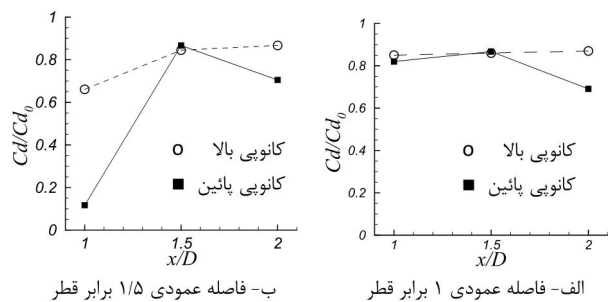 1
0.8
0.6
0.4
0.2
0
Cd/Cd₀
کانوپی بالا
کانوپی پائین
1
1.5
2
x/D
الف- فاصله عمودی ۱ برابر قطر
1
0.8
0.6
0.4
0.2
0
Cd/Cd₀
کانوپی بالا
کانوپی پائین
1
1.5
2
x/D
ب- فاصله عمودی ۱/۵ برابر قطر